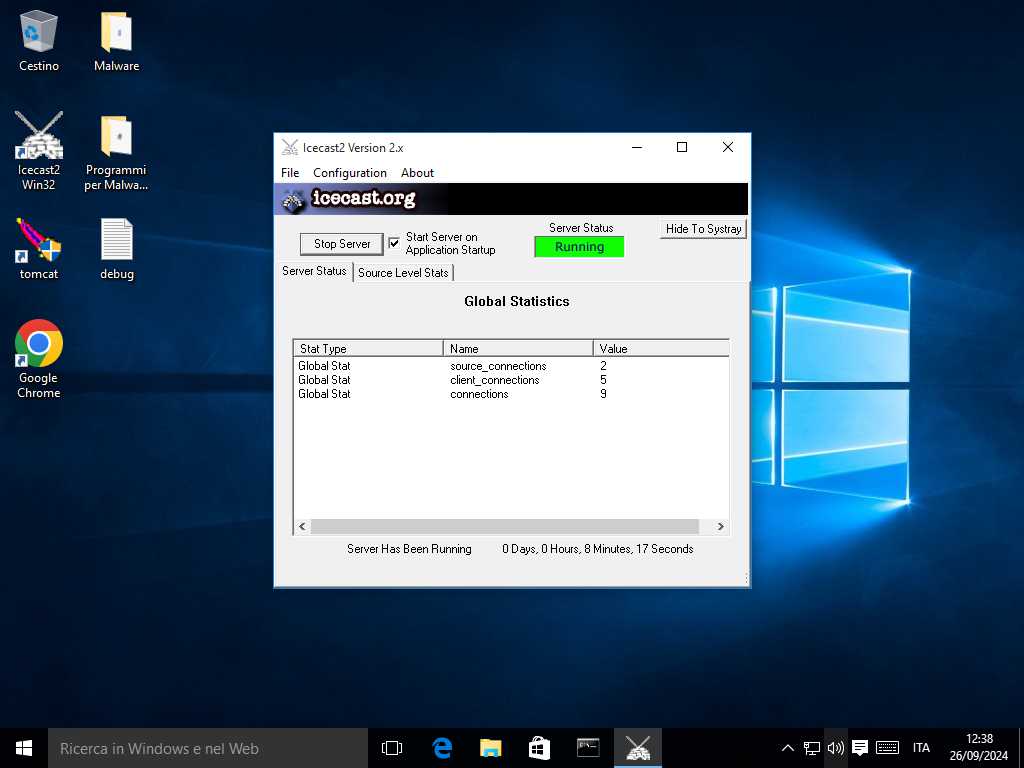 Cestino
Malware
Icecast2
Win32
Programmi
per Malwa...
tomcat
debug
Google
Chrome
Icecast2 Version 2.x
File Configuration About
icecast.org
Stop Server
Start Server on
Application Startup
Server Status
Running
Hide To Systray
Server Status Source Level Stats
Global Statistics
Stat Type Name Value
Global Stat source_connections 2
Global Stat client_connections 5
Global Stat connections 9
Server Has Been Running 0 Days, 0 Hours, 8 Minutes, 17 Seconds
Ricerca in Windows e nel Web
ITA
12:38
26/09/2024